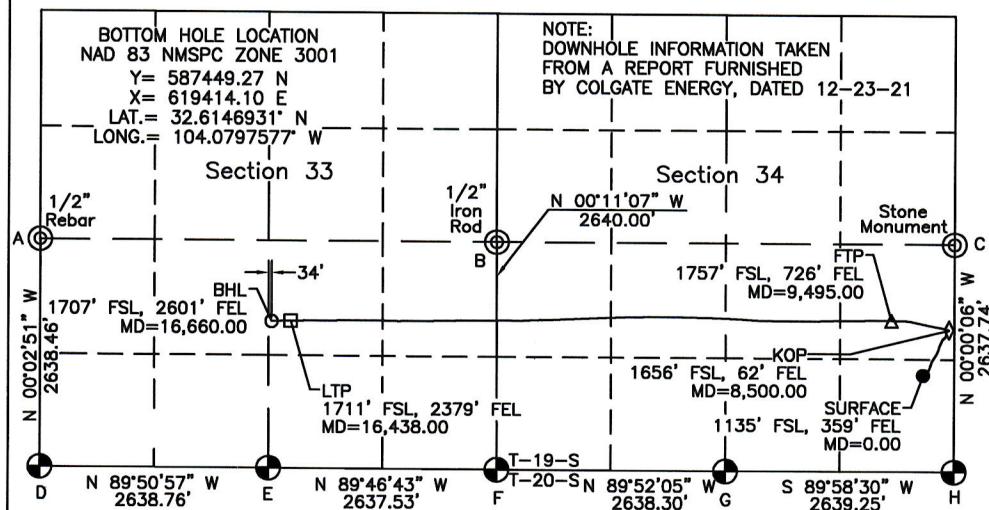 BOTTOM HOLE LOCATION
NAD 83 NMSPC ZONE 3001
Y= 587449.27 N
X= 619414.10 E
LAT.= 32.6146931° N
LONG.= 104.0797577° W
NOTE:
DOWNHOLE INFORMATION TAKEN
FROM A REPORT FURNISHED
BY COLGATE ENERGY, DATED 12-23-21
Section 33
Section 34
1/2"
Rebar
A
1/2"
Iron
Rod
B
N 00°11'07" W
2640.00'
Stone
Monument
C
34'
BHL
1707' FSL, 2601' FEL
MD=16,660.00
FTP
1757' FSL, 726' FEL
MD=9,495.00
N 00°02'51" W
2638.46'
N 00°00'06" W
2637.74'
KOP
1656' FSL, 62' FEL
MD=8,500.00
LTP
1711' FSL, 2379' FEL
MD=16,438.00
SURFACE
1135' FSL, 359' FEL
MD=0.00
T-19-S
T-20-S
D
N 89°50'57" W
2638.76'
E
N 89°46'43" W
2637.53'
F
N 89°52'05" W
2638.30'
G
S 89°58'30" W
2639.25'
H